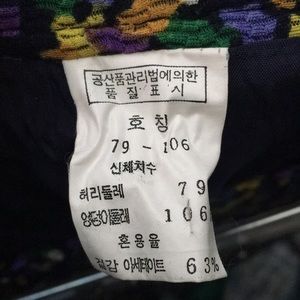 공산품관리법에의한
품 질 표 시
호 칭
79 - 106
신체치수
허리둘레 79
엉덩이둘레 106
혼용율
겉감 아세테이트 63%